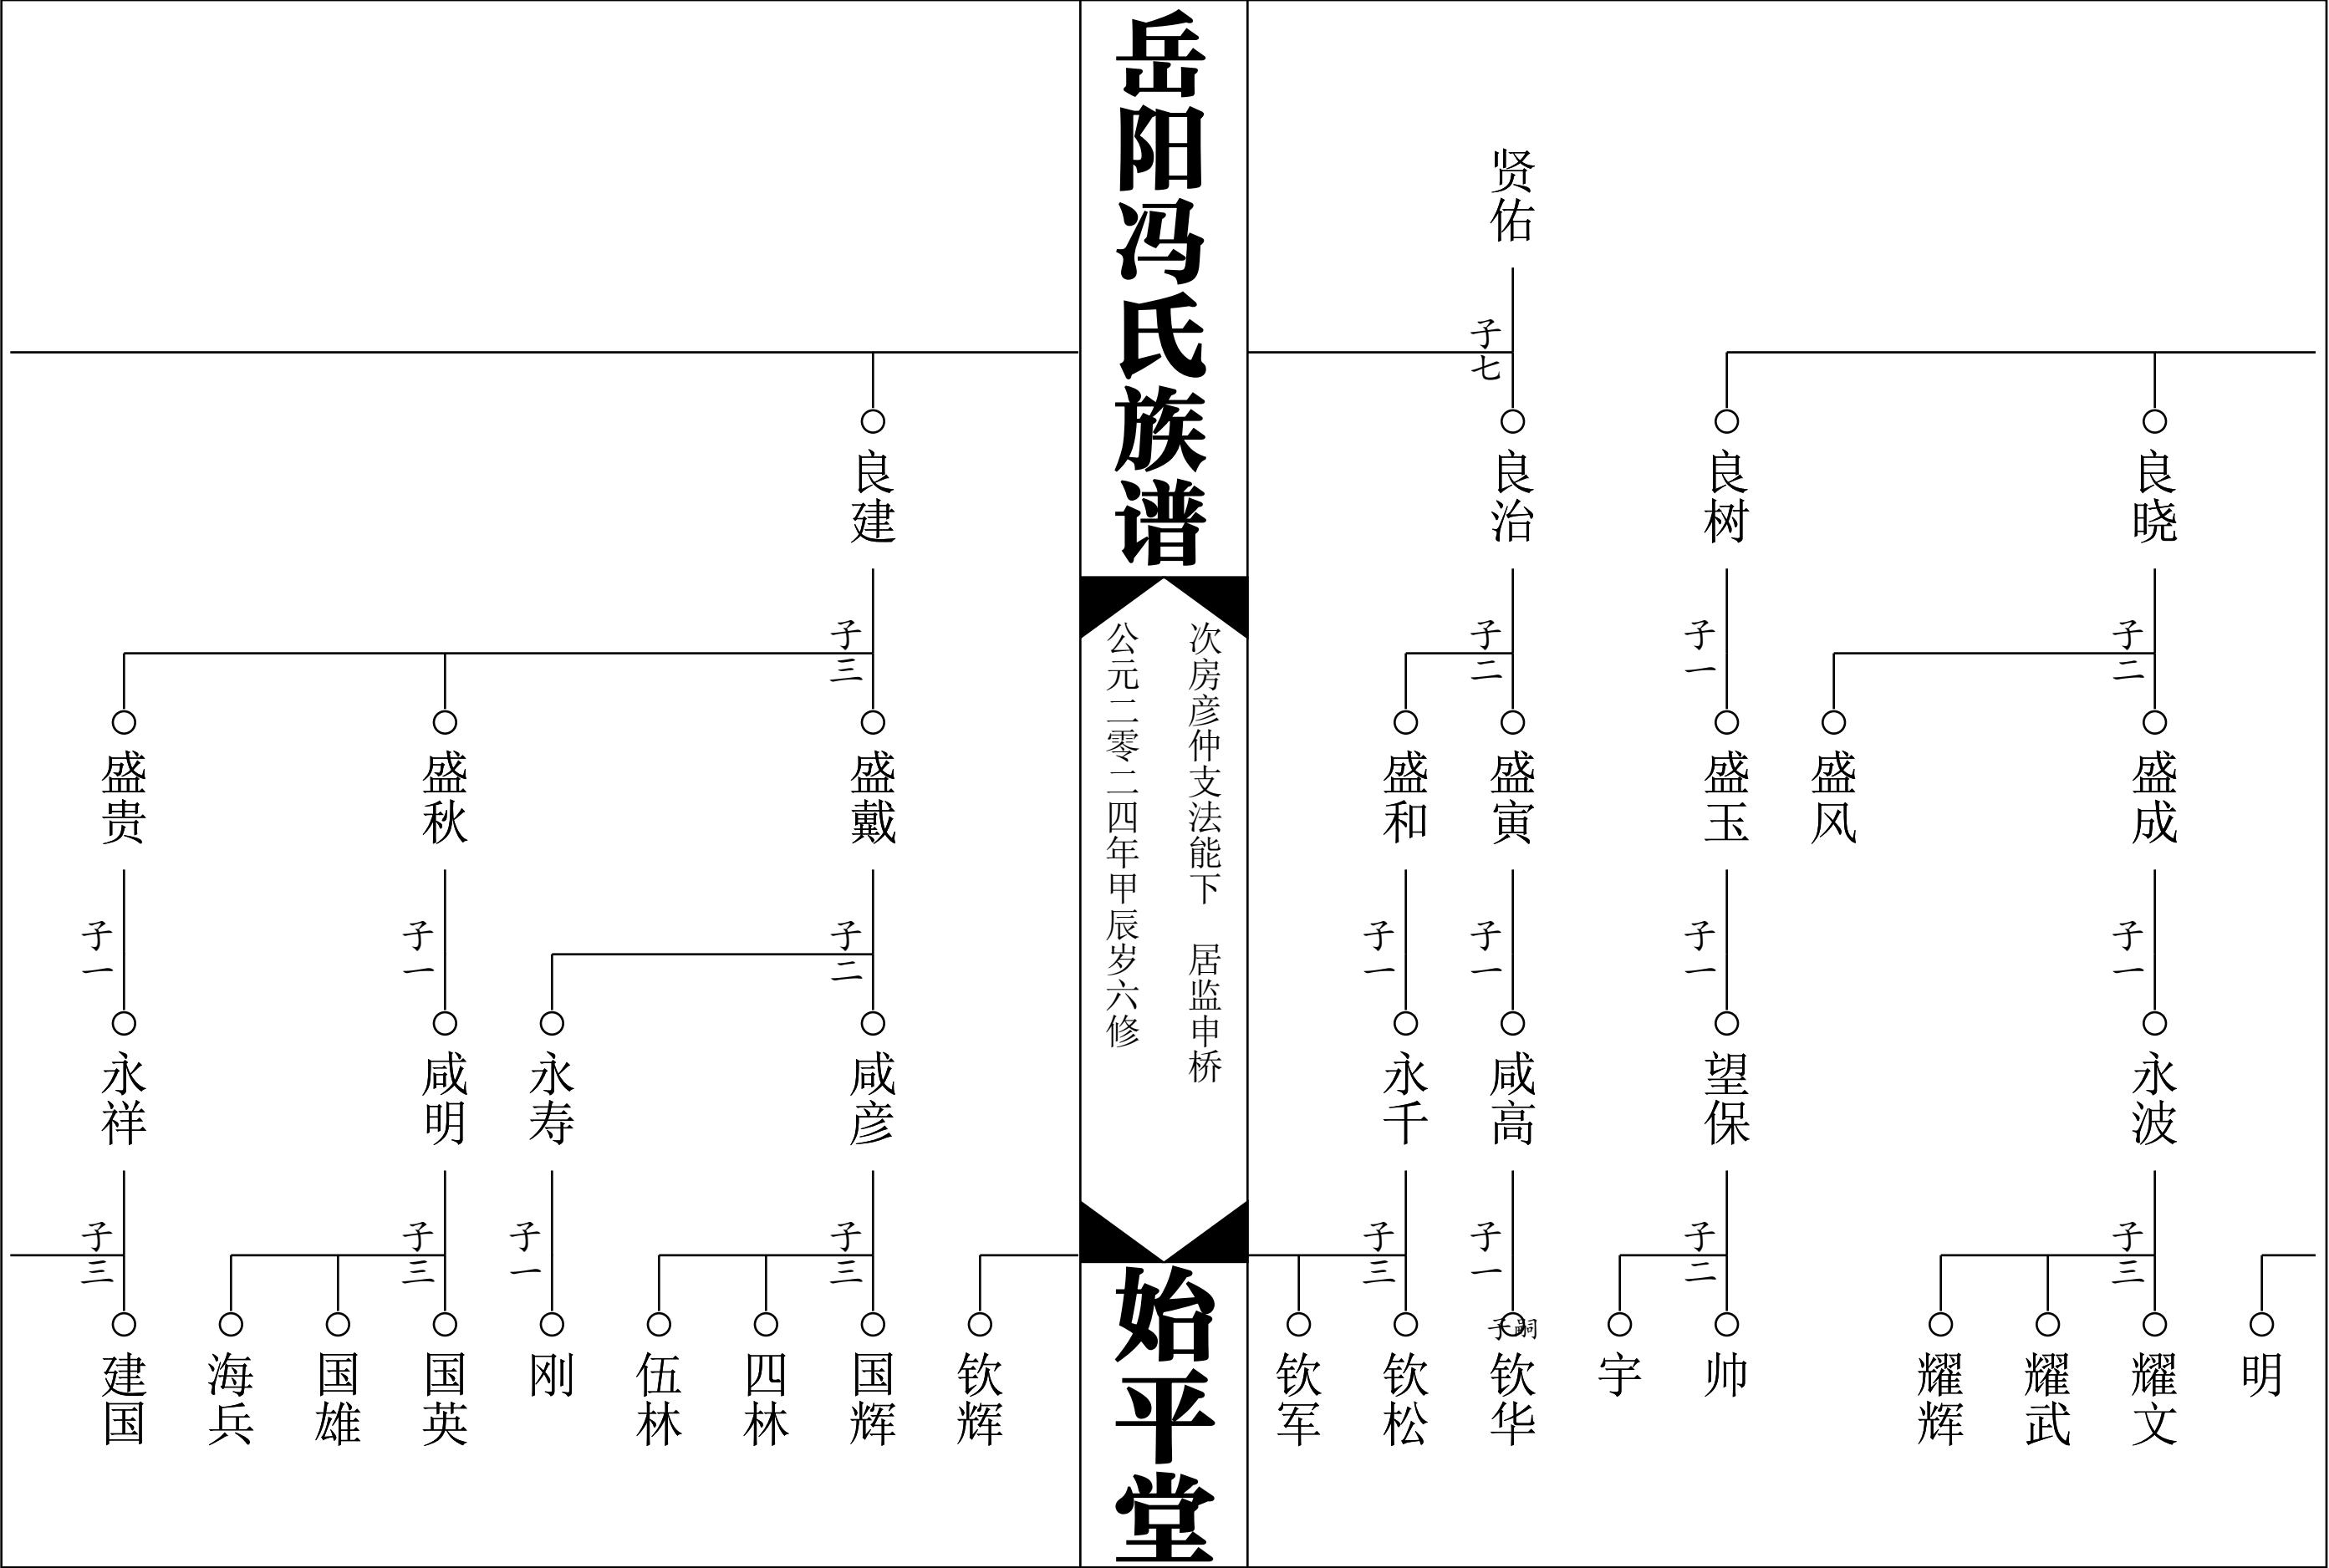 岳阳冯氏族谱
次房彦仲支法能下　居监申桥
公元二零二四年甲辰岁六修
始平堂
贤佑
子七
良晓
良树
良治
良建
子二
子一
子二
子三
盛成
盛风
盛玉
盛寅
盛和
盛戴
盛秋
盛贵
子一
子一
子一
子一
子二
子一
子一
永波
望保
咸高
永千
咸彦
永寿
咸明
永祥
子三
子二
子一
子三
子三
子一
子三
子三
子嗣
明
耀文
耀武
耀辉
帅
宇
钦华
钦松
钦军
钦辉
国辉
四林
伍林
刚
国英
国雄
海兵
建国